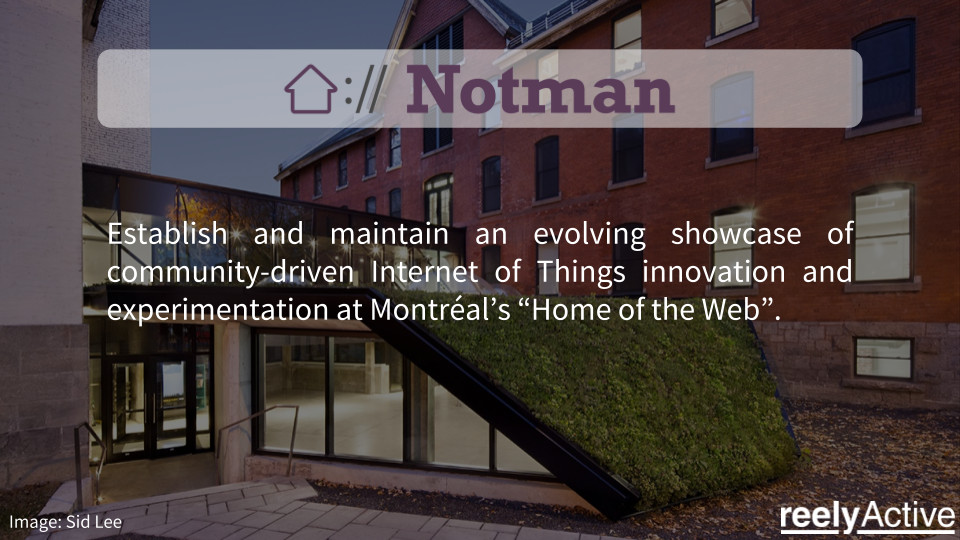 :// Notman
Establish and maintain an evolving showcase of
community-driven Internet of Things innovation and
experimentation at Montréal’s “Home of the Web”.
Image: Sid Lee
reelyActive